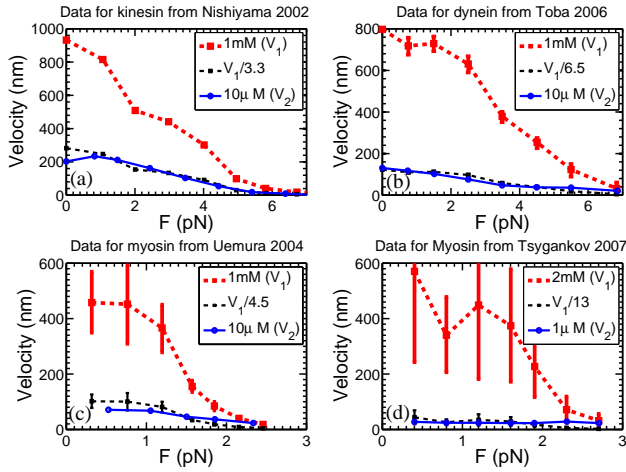 Data for kinesin from Nishiyama 2002
1000
800
600
400
200
0
0 2 4 6
Velocity (nm)
F (pN)
1mM (V1)
V1/3.3
10μ M (V2)
(a)
Data for dynein from Toba 2006
800
600
400
200
0
0 2 4 6
Velocity (nm)
F (pN)
1mM (V1)
V1/6.5
10μ M (V2)
(b)
Data for myosin from Uemura 2004
600
400
200
0
0 1 2 3
Velocity (nm)
F (pN)
1mM (V1)
V1/4.5
10μ M (V2)
(c)
Data for Myosin from Tsygankov 2007
600
400
200
0
0 1 2 3
Velocity (nm)
F (pN)
2mM (V1)
V1/13
1μ M (V2)
(d)